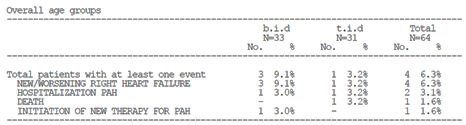 Overall age groups
b.i.d t.i.d Total
N=33 N=31 N=64
No. % No. % No. %
Total patients with at least one event 3 9.1% 1 3.2% 4 6.3%
NEW/WORSENING RIGHT HEART FAILURE 3 9.1% 1 3.2% 4 6.3%
HOSPITALIZATION PAH 1 3.0% 1 3.2% 2 3.1%
DEATH - 1 3.2% 1 1.6%
INITIATION OF NEW THERAPY FOR PAH 1 3.0% - 1 1.6%